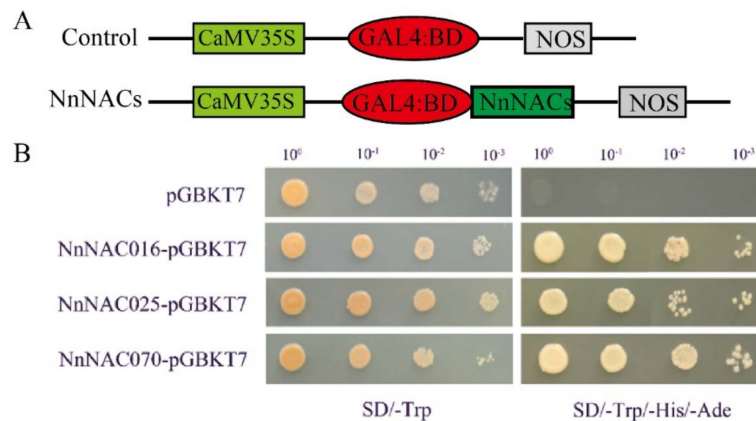 A
Control CaMV35S GAL4:BD NOS
NnNACs CaMV35S GAL4:BD NnNACs NOS
B
10⁰ 10⁻¹ 10⁻² 10⁻³ 10⁰ 10⁻¹ 10⁻² 10⁻³
pGBKT7
NnNAC016-pGBKT7
NnNAC025-pGBKT7
NnNAC070-pGBKT7
SD/-Trp SD/-Trp/-His/-Ade